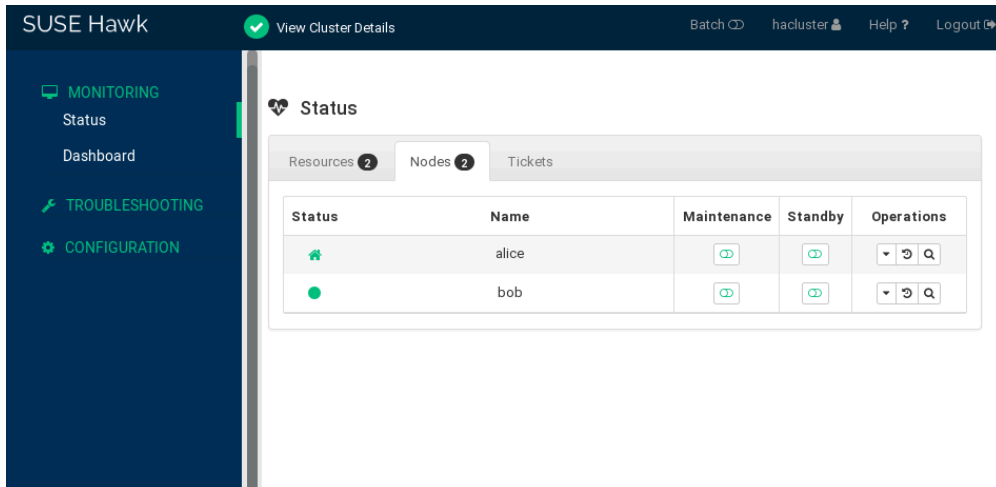 SUSE Hawk
View Cluster Details
Batch hacluster Help ? Logout
MONITORING
Status
Dashboard
TROUBLESHOOTING
CONFIGURATION
Status
Resources 2 Nodes 2 Tickets
Status Name Maintenance Standby Operations
alice
bob